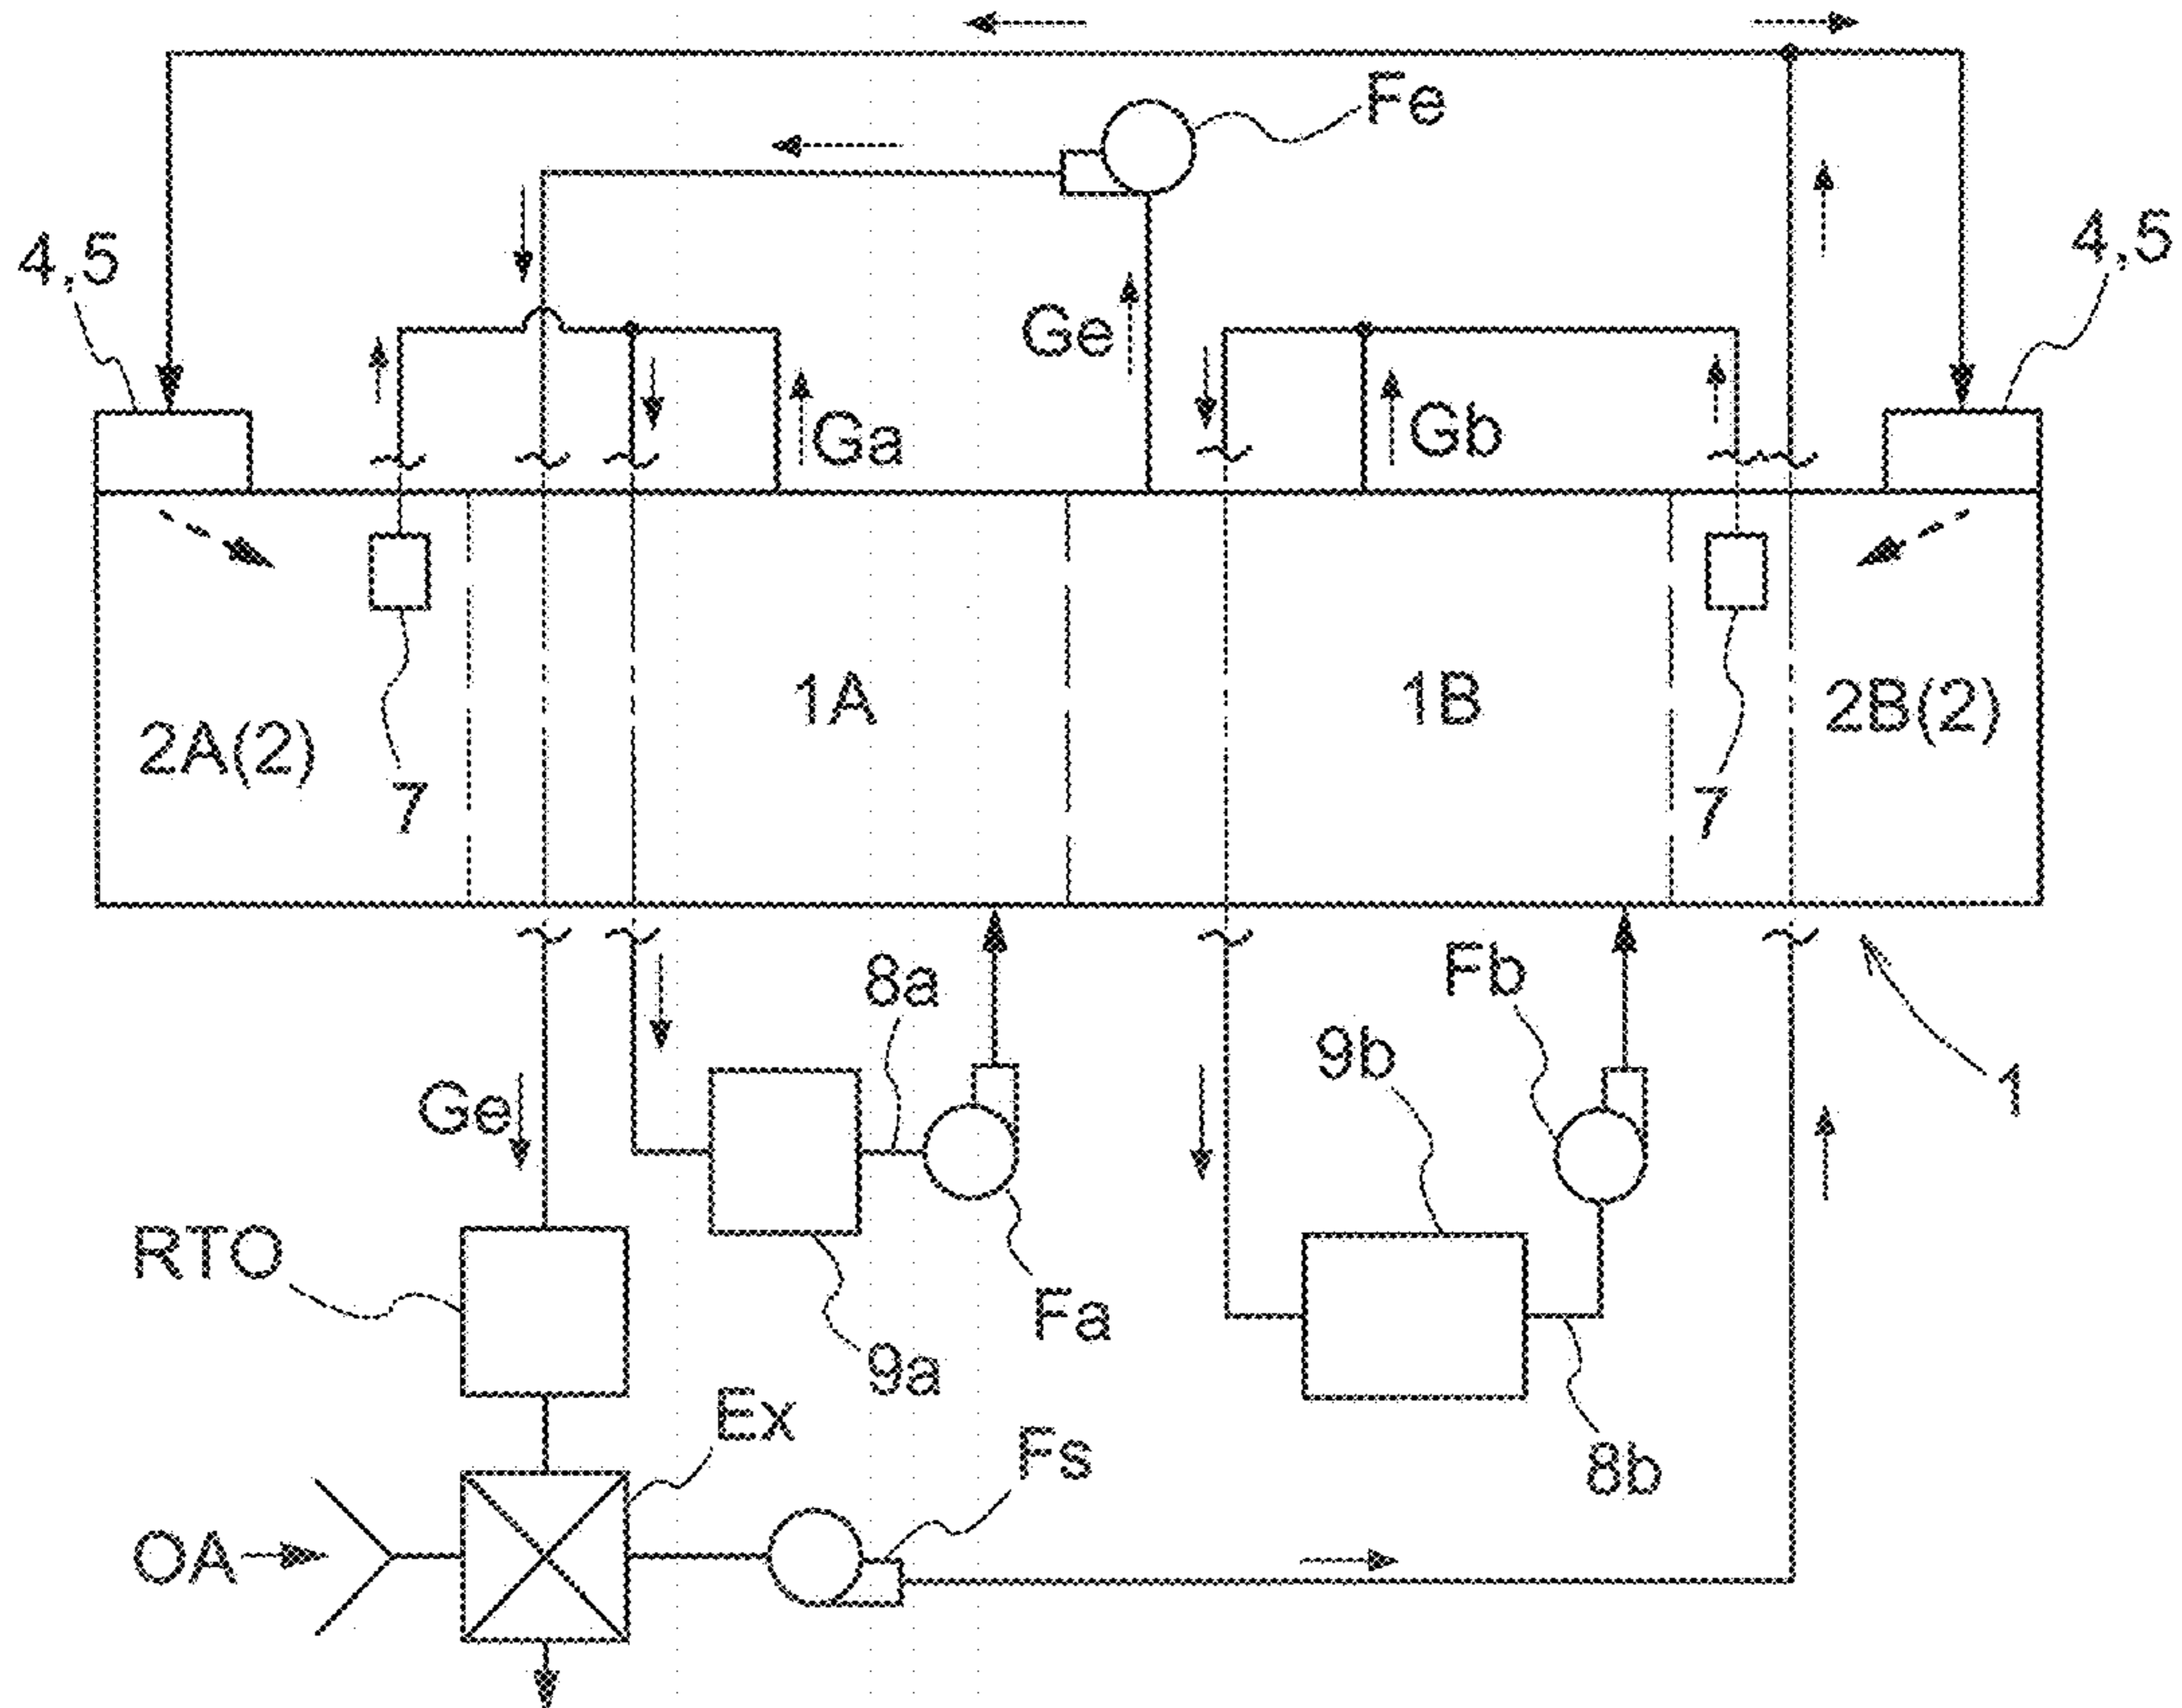 Fe
4,5
4,5
Ge
Ga
Gb
1A
1B
2A(2)
2B(2)
7
7
8a
Fb
9b
1
Ge
RTO
Fa
9a
Ex
Fs
8b
OA